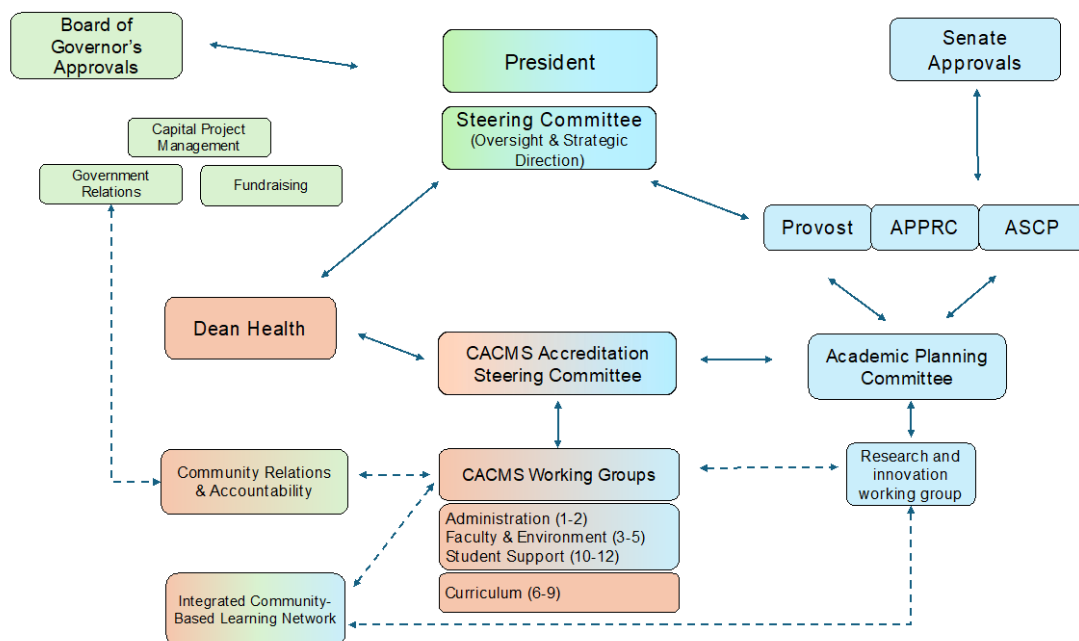 Board of
Governor's
Approvals
President
Senate
Approvals
Steering Committee
(Oversight & Strategic
Direction)
Capital Project
Management
Government
Relations
Fundraising
Provost
APPRC
ASCP
Dean Health
CACMS Accreditation
Steering Committee
Academic Planning
Committee
Community Relations
& Accountability
CACMS Working Groups
Research and
innovation
working group
Administration (1-2)
Faculty & Environment (3-5)
Student Support (10-12)
Curriculum (6-9)
Integrated Community-
Based Learning Network